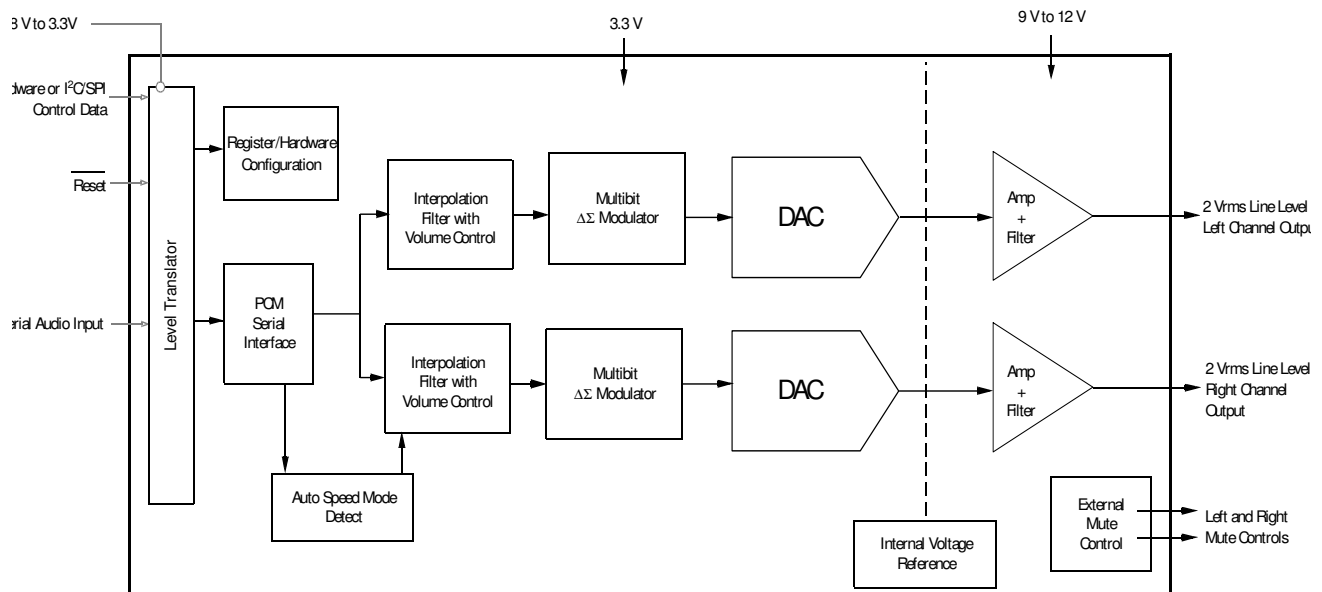 8 V to 3.3V
3.3 V
9 V to 12 V
dware or I²C/SPI
Control Data
Reset
erial Audio Input
Level Translator
Register/Hardware
Configuration
PCM
Serial
Interface
Auto Speed Mode
Detect
Interpolation
Filter with
Volume Control
Multibit
ΔΣ Modulator
DAC
Amp
+
Filter
2 Vrms Line Level
Left Channel Outpu
Interpolation
Filter with
Volume Control
Multibit
ΔΣ Modulator
DAC
Amp
+
Filter
2 Vrms Line Level
Right Channel
Output
Internal Voltage
Reference
External
Mute
Control
Left and Right
Mute Controls